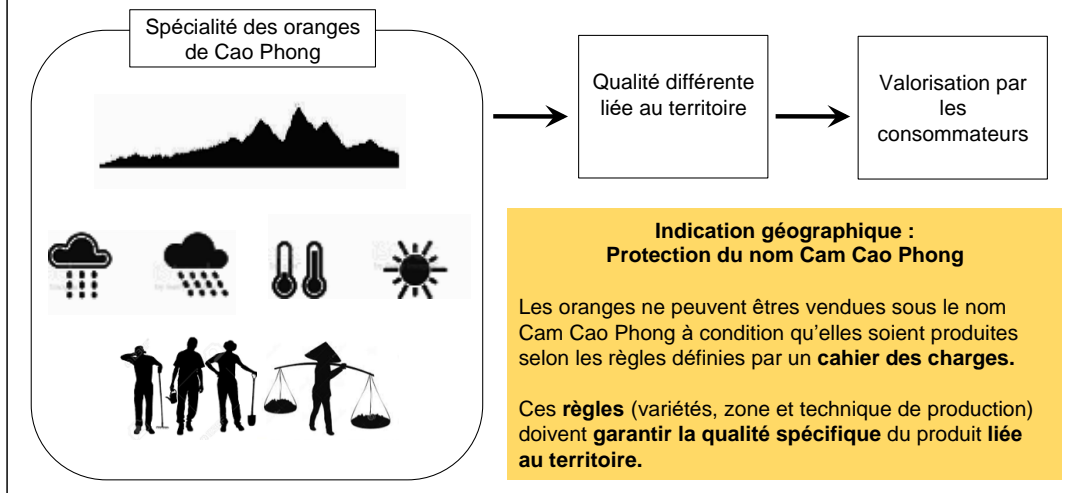 Spécialité des oranges
de Cao Phong
Qualité différente
liée au territoire
Valorisation par
les
consommateurs
Indication géographique :
Protection du nom Cam Cao Phong
Les oranges ne peuvent êtres vendues sous le nom
Cam Cao Phong à condition qu’elles soient produites
selon les règles définies par un cahier des charges.
Ces règles (variétés, zone et technique de production)
doivent garantir la qualité spécifique du produit liée
au territoire.